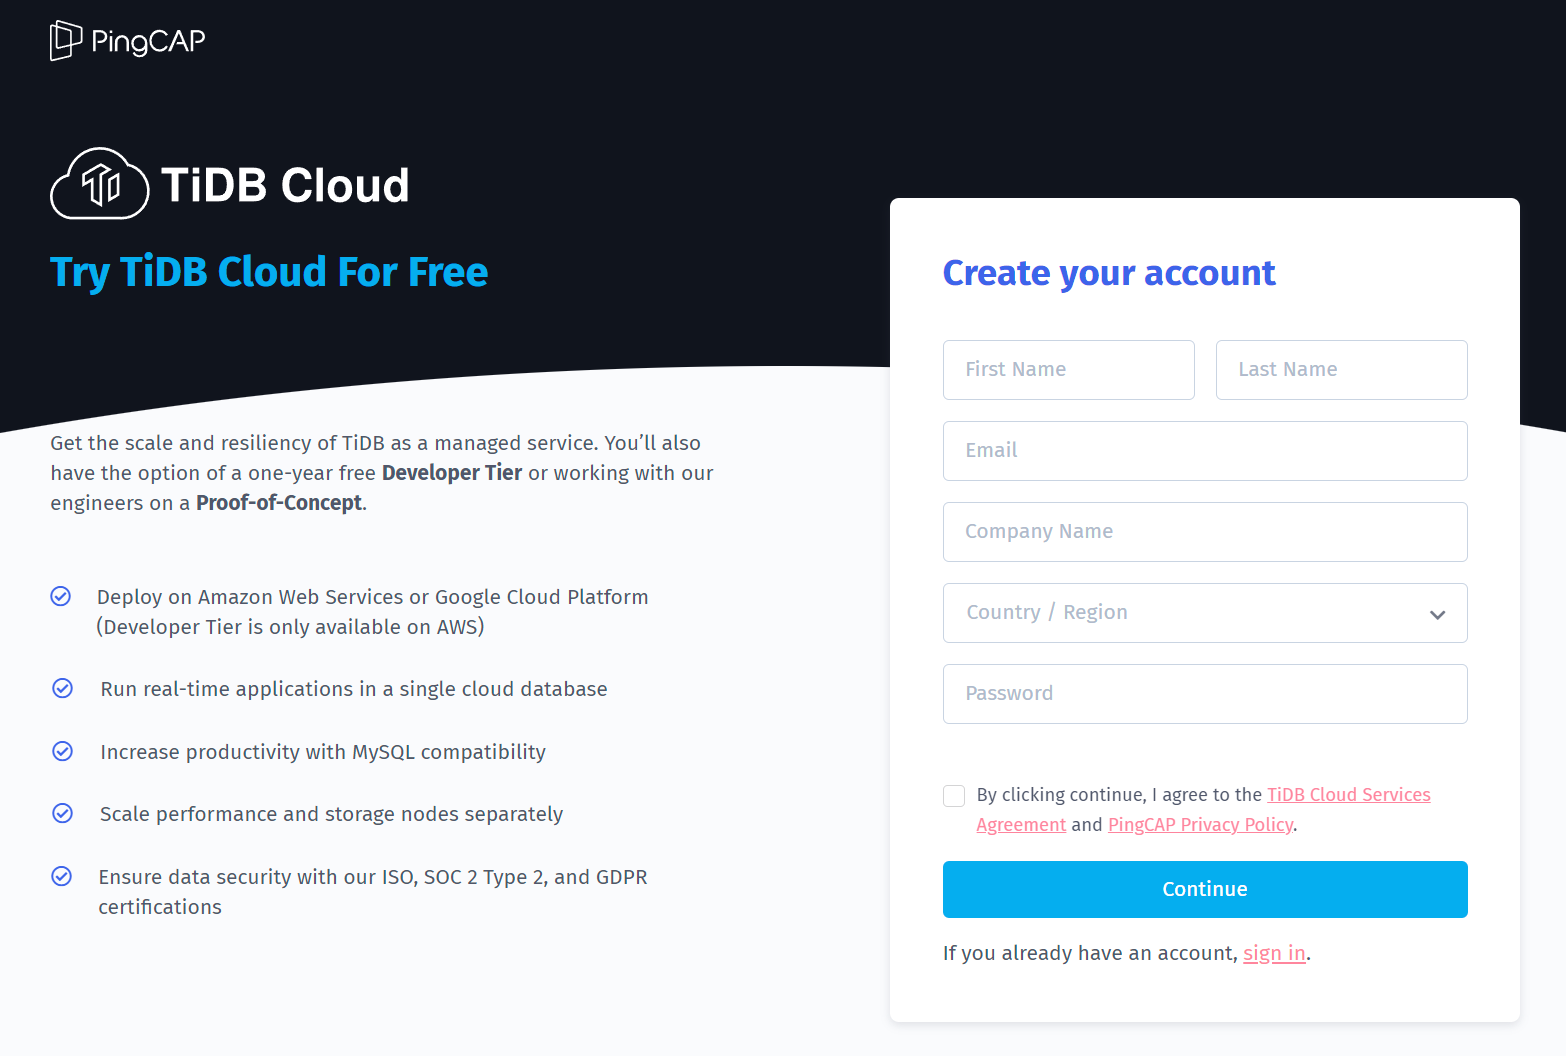 PingCAP
TiDB Cloud
Try TiDB Cloud For Free
Get the scale and resiliency of TiDB as a managed service. You’ll also
have the option of a one-year free Developer Tier or working with our
engineers on a Proof-of-Concept.
Deploy on Amazon Web Services or Google Cloud Platform
(Developer Tier is only available on AWS)
Run real-time applications in a single cloud database
Increase productivity with MySQL compatibility
Scale performance and storage nodes separately
Ensure data security with our ISO, SOC 2 Type 2, and GDPR
certifications
Create your account
First Name
Last Name
Email
Company Name
Country / Region
Password
By clicking continue, I agree to the TiDB Cloud Services
Agreement and PingCAP Privacy Policy.
Continue
If you already have an account, sign in.